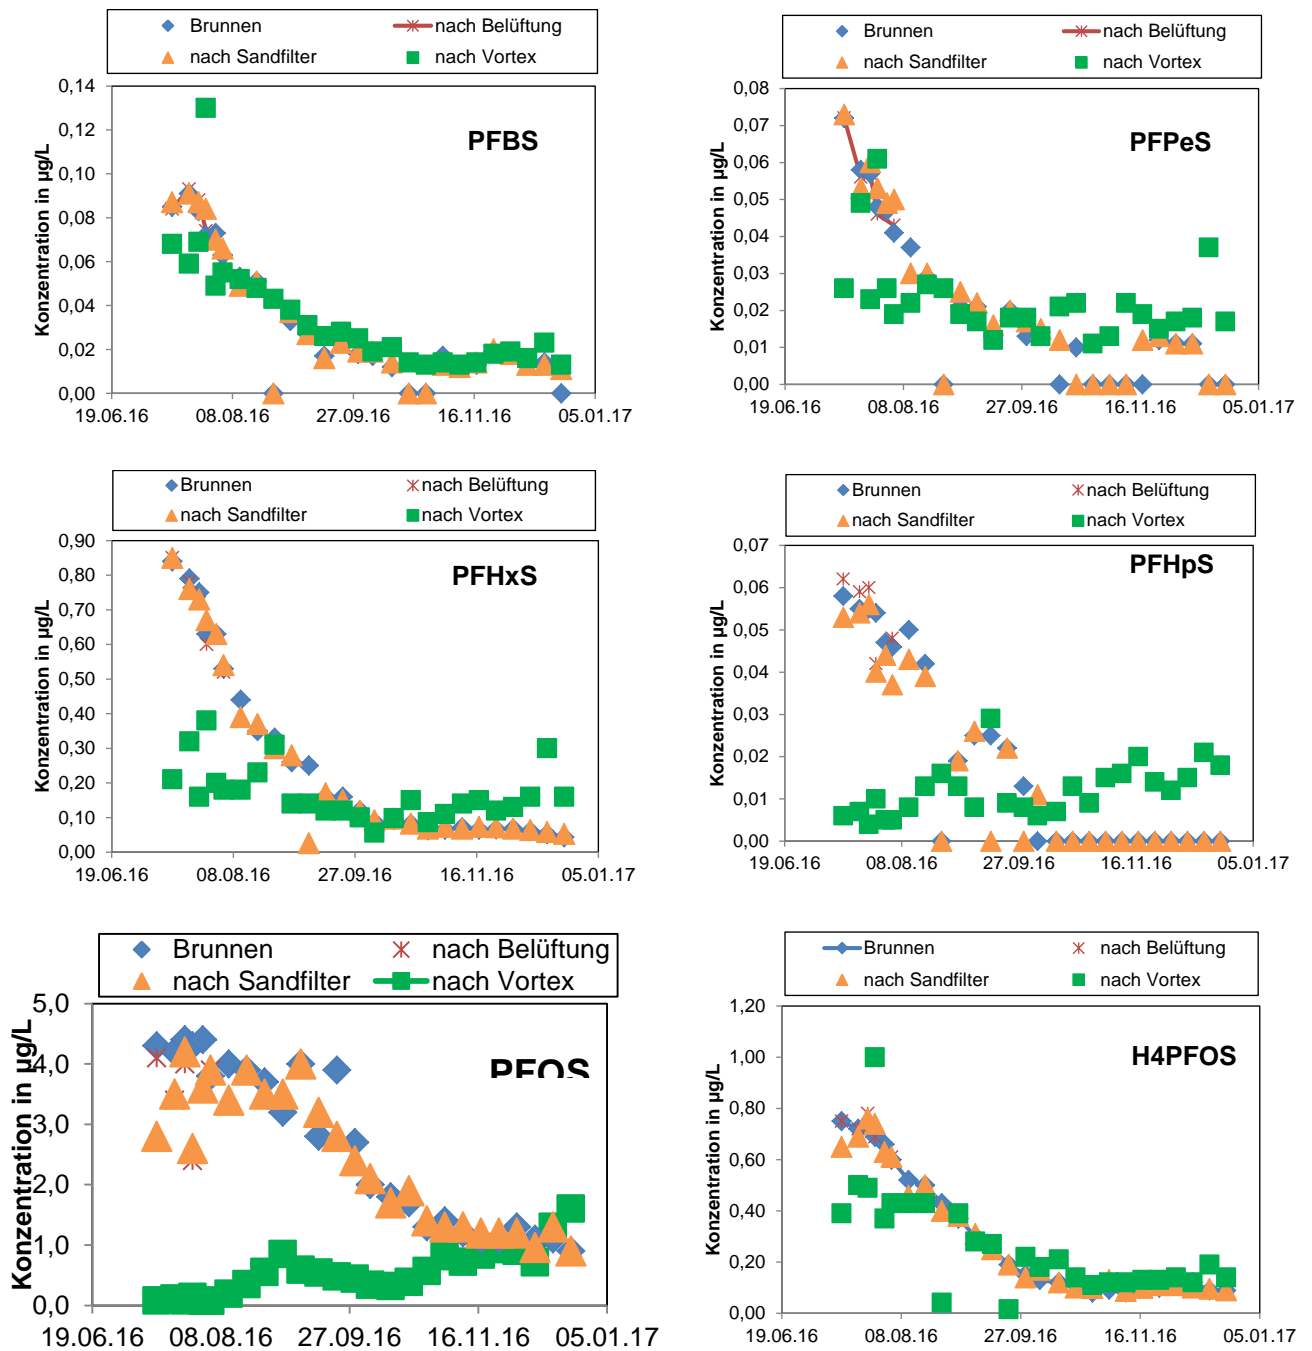 Brunnen nach Belüftung
nach Sandfilter nach Vortex
PFBS
Konzentration in µg/L
0,14
0,12
0,10
0,08
0,06
0,04
0,02
0,00
19.06.16 08.08.16 27.09.16 16.11.16 05.01.17
Brunnen nach Belüftung
nach Sandfilter nach Vortex
PFPeS
Konzentration in µg/L
0,08
0,07
0,06
0,05
0,04
0,03
0,02
0,01
0,00
19.06.16 08.08.16 27.09.16 16.11.16 05.01.17
Brunnen nach Belüftung
nach Sandfilter nach Vortex
PFHxS
Konzentration in µg/L
0,90
0,80
0,70
0,60
0,50
0,40
0,30
0,20
0,10
0,00
19.06.16 08.08.16 27.09.16 16.11.16 05.01.17
Brunnen nach Belüftung
nach Sandfilter nach Vortex
PFHpS
Konzentration in µg/L
0,07
0,06
0,05
0,04
0,03
0,02
0,01
0,00
19.06.16 08.08.16 27.09.16 16.11.16 05.01.17
Brunnen nach Belüftung
nach Sandfilter nach Vortex
PFOS
Konzentration in µg/L
5,0
4,0
3,0
2,0
1,0
0,0
19.06.16 08.08.16 27.09.16 16.11.16 05.01.17
Brunnen nach Belüftung
nach Sandfilter nach Vortex
H4PFOS
Konzentration in µg/L
1,20
1,00
0,80
0,60
0,40
0,20
0,00
19.06.16 08.08.16 27.09.16 16.11.16 05.01.17